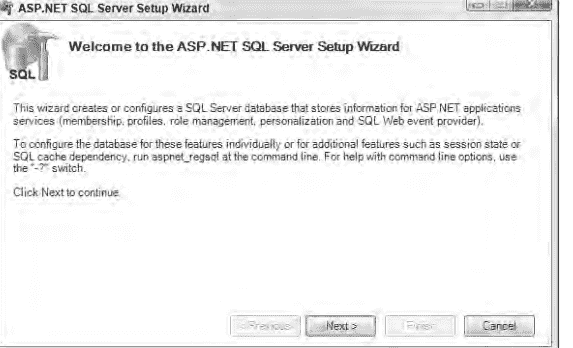 ASP.NET SQL Server Setup Wizard
Welcome to the ASP.NET SQL Server Setup Wizard
SQL
This wizard creates or configures a SQL Server database that stores information for ASP.NET applications
services (membership, profiles, role management, personalization and SQL Web event provider).
To configure the database for these features individually or for additional features such as session state or
SQL cache dependency, run aspnet_regsql at the command line. For help with command line options, use
the "-?" switch.
Click Next to continue.
< Previous
Next >
Finish
Cancel